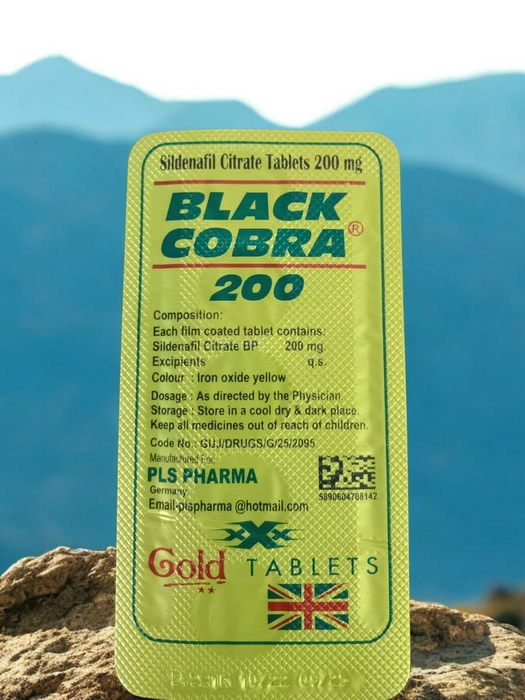 Sildenafil Citrate Tablets 200 mg
BLACK
COBRA®
200
Composition:
Each film coated tablet contains:
Sildenafil Citrate BP 200 mg.
Excipients q.s.
Colour : Iron oxide yellow
Dosage : As directed by the Physician
Storage : Store in a cool dry & dark place.
Keep all medicines out of reach of children.
Code No.: GUJ/DRUGS/G/25/2095
Manufactured For:
PLS PHARMA
Germany.
Email-plspharma @hotmail.com
5890604788142
xXx
Gold TABLETS